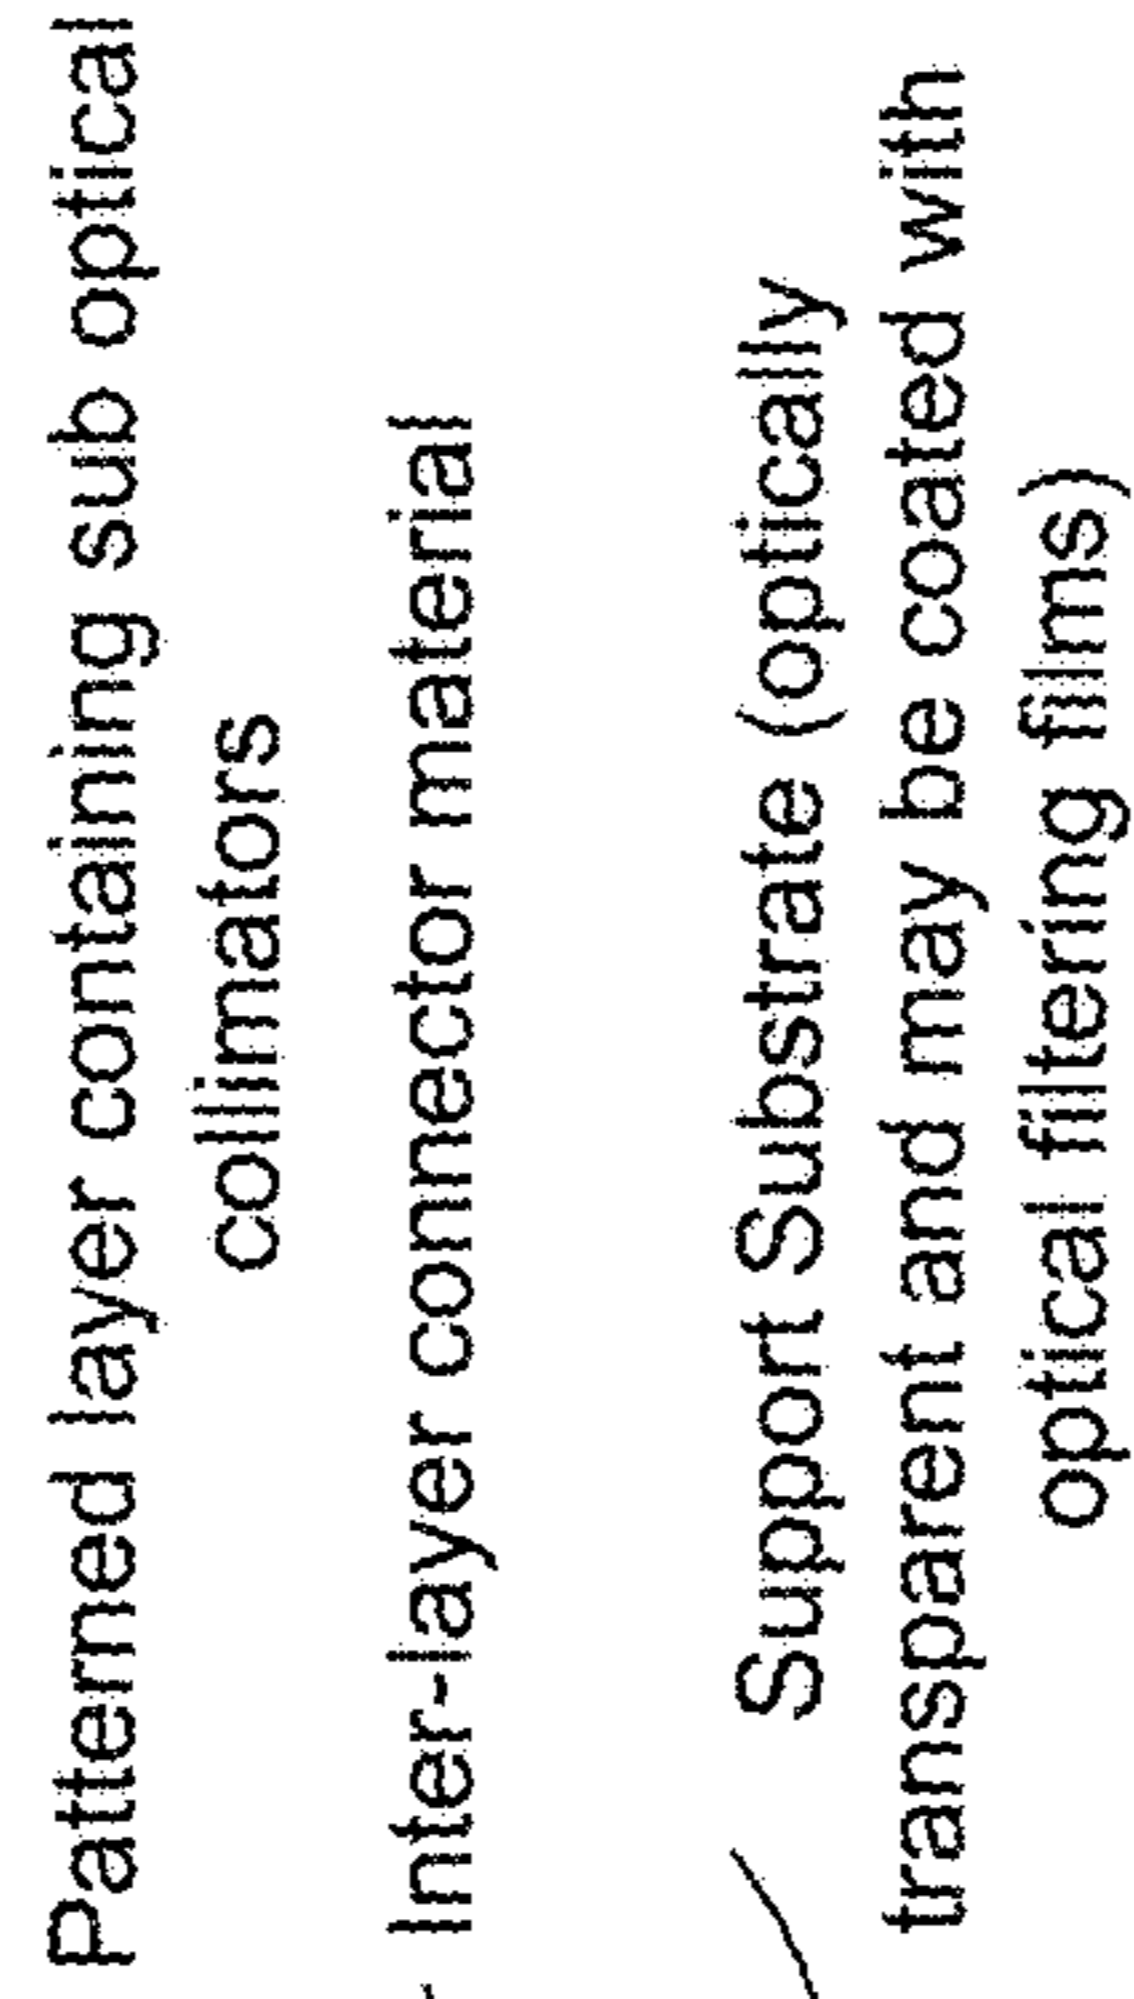 Patterned layer containing sub optical
collimators
Inter-layer connector material
Support Substrate (optically
transparent and may be coated with
optical filtering films)